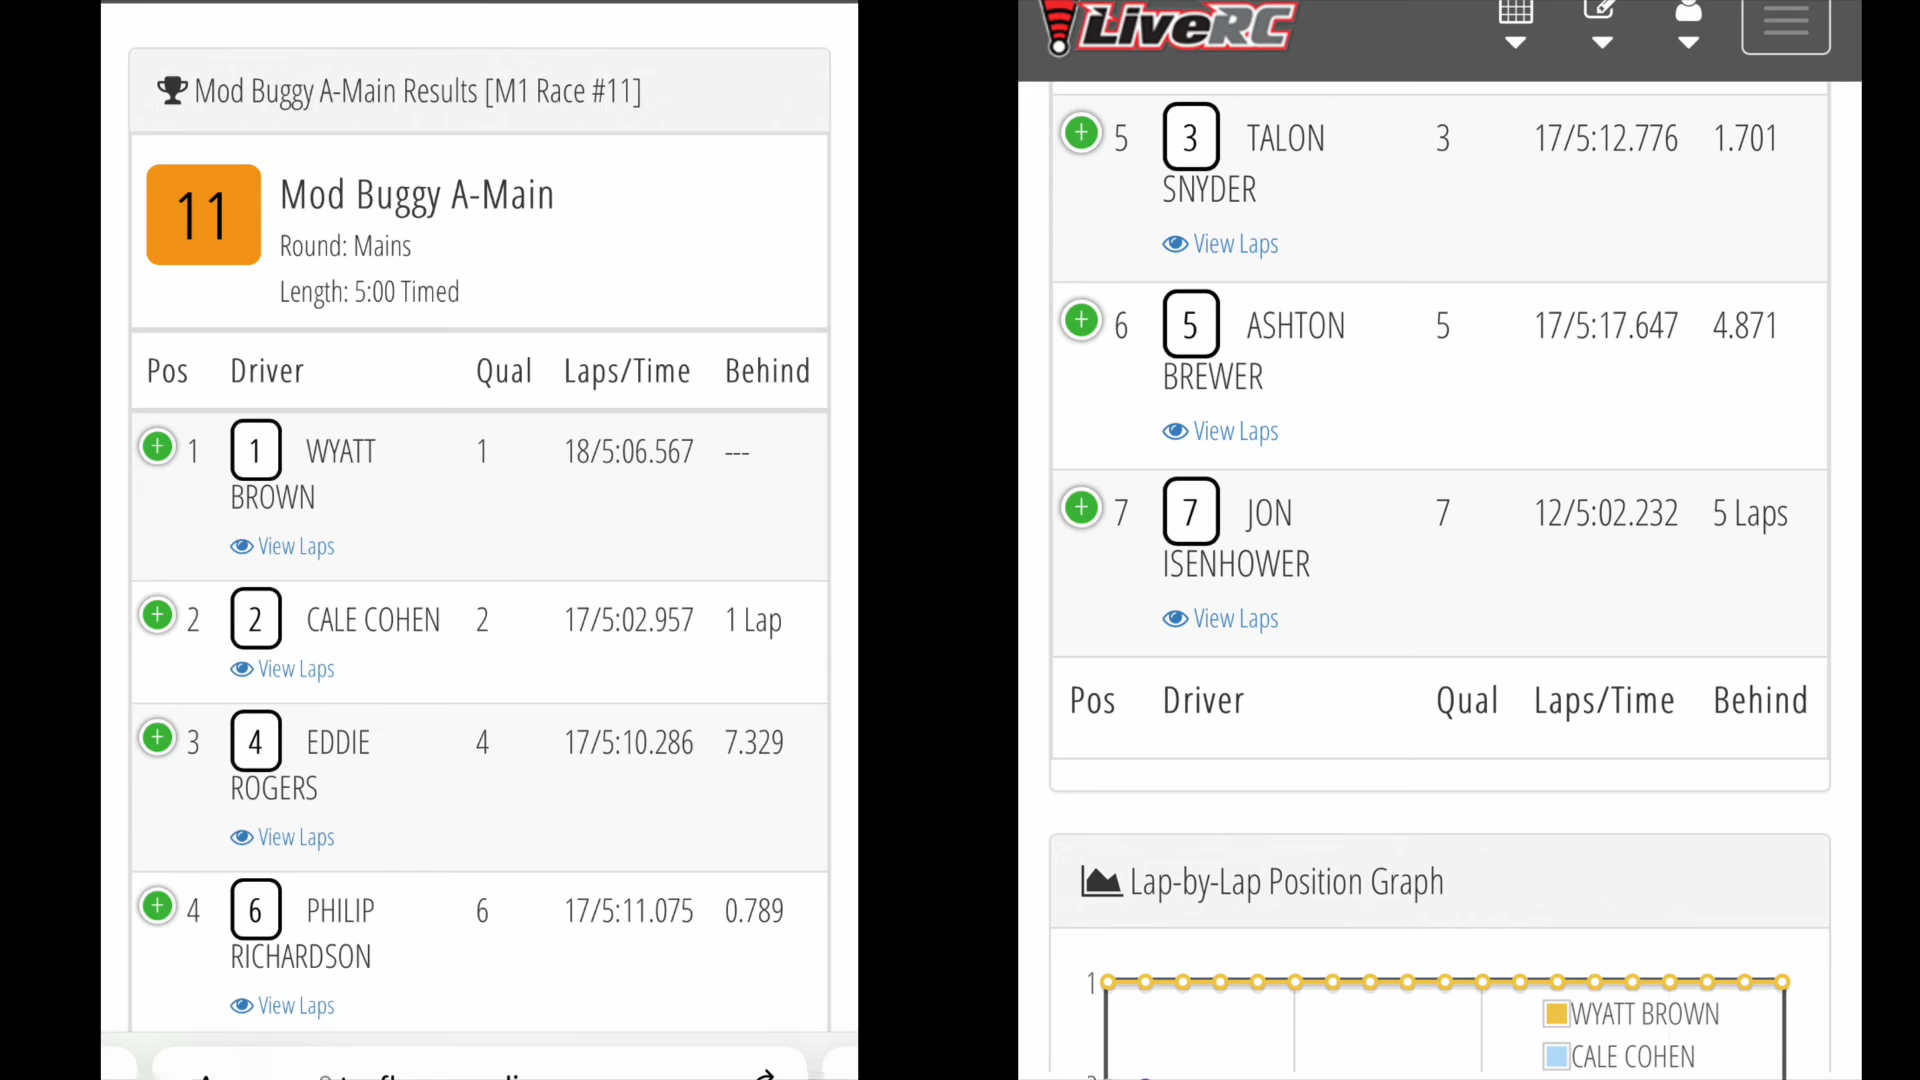 Mod Buggy A-Main Results [M1 Race #11]
11
Mod Buggy A-Main
Round: Mains
Length: 5:00 Timed
Pos Driver Qual Laps/Time Behind
1 1 WYATT 1 18/5:06.567 ---
BROWN
View Laps
2 2 CALE COHEN 2 17/5:02.957 1 Lap
View Laps
3 4 EDDIE 4 17/5:10.286 7.329
ROGERS
View Laps
4 6 PHILIP 6 17/5:11.075 0.789
RICHARDSON
View Laps
LiveRC
5 3 TALON 3 17/5:12.776 1.701
SNYDER
View Laps
6 5 ASHTON 5 17/5:17.647 4.871
BREWER
View Laps
7 7 JON 7 12/5:02.232 5 Laps
ISENHOWER
View Laps
Pos Driver Qual Laps/Time Behind
Lap-by-Lap Position Graph
1
WYATT BROWN
CALE COHEN